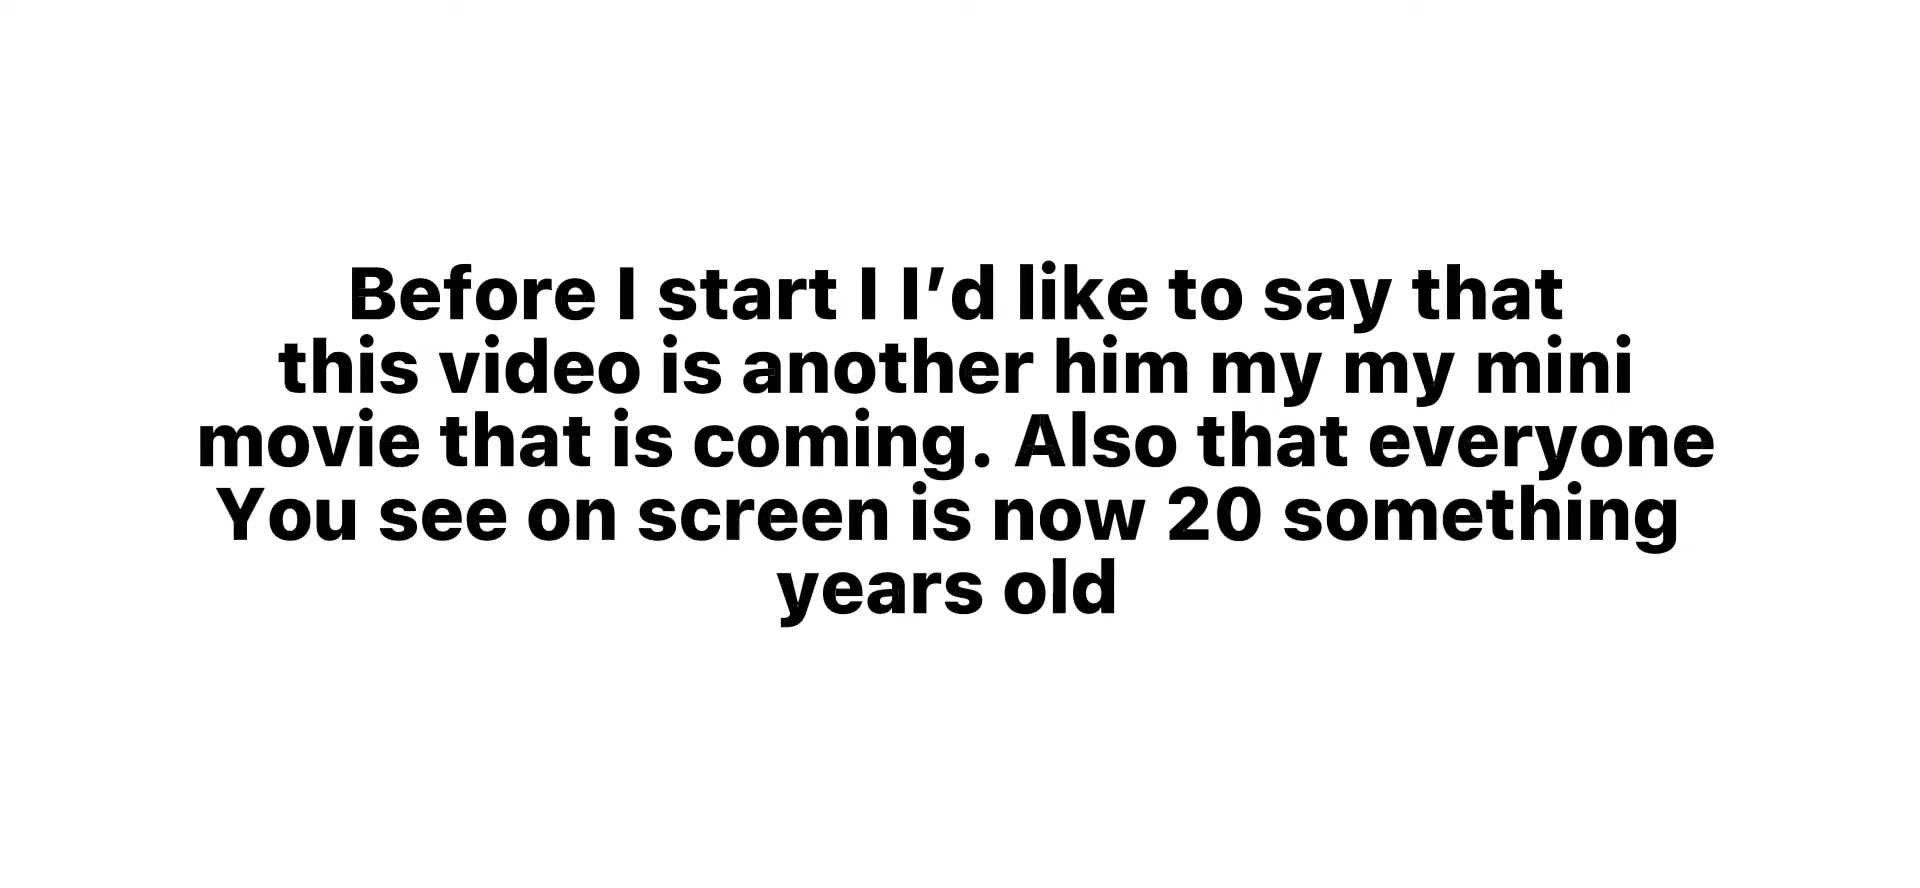 Before I start I I’d like to say that
this video is another him my my mini
movie that is coming. Also that everyone
You see on screen is now 20 something
years old